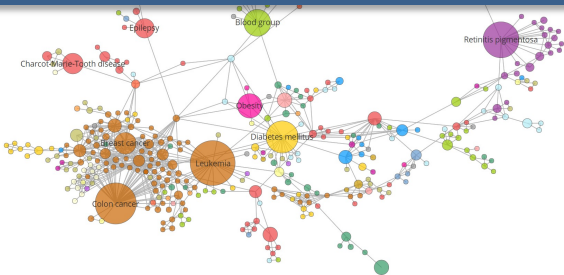 Blood group
Epilepsy
Retinitis pigmentosa
Charcot-Marie-Tooth disease
Obesity
Diabetes mellitus
Breast cancer
Leukemia
Colon cancer